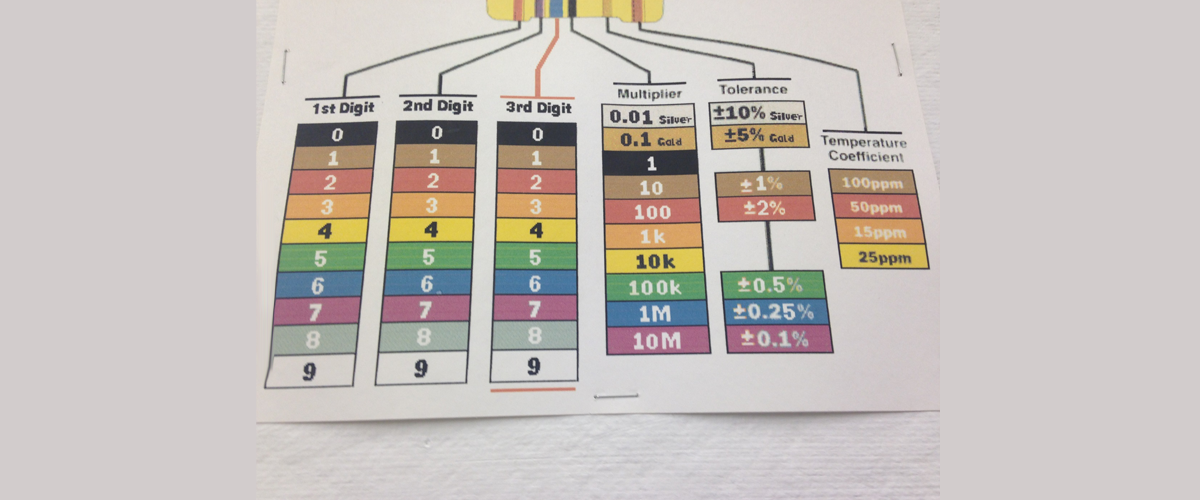 1st Digit
0
1
2
3
4
5
6
7
8
9
2nd Digit
0
1
2
3
4
5
6
7
8
9
3rd Digit
0
1
2
3
4
5
6
7
8
9
Multiplier
0.01 Silver
0.1 Gold
1
10
100
1k
10k
100k
1M
10M
Tolerance
±10% Silver
±5% Gold
±1%
±2%
±0.5%
±0.25%
±0.1%
Temperature
Coefficient
100ppm
50ppm
15ppm
25ppm